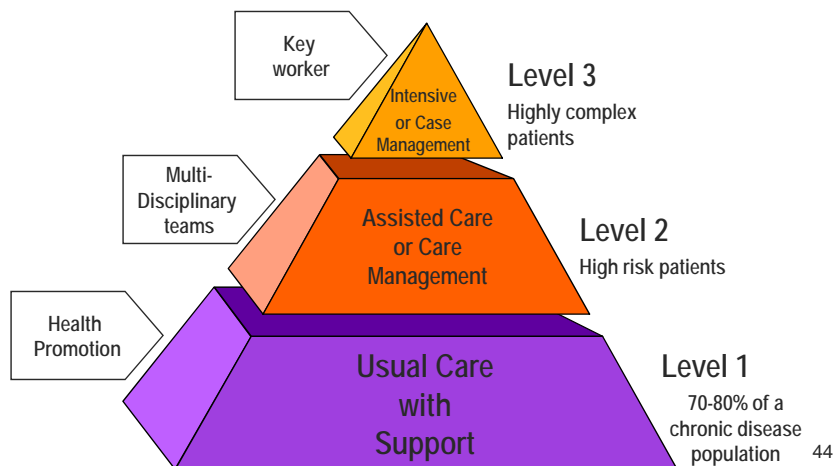 Key
worker
Intensive
or Case
Management
Level 3
Highly complex
patients
Multi-
Disciplinary
teams
Assisted Care
or Care
Management
Level 2
High risk patients
Health
Promotion
Usual Care
with
Support
Level 1
70-80% of a
chronic disease
population
44